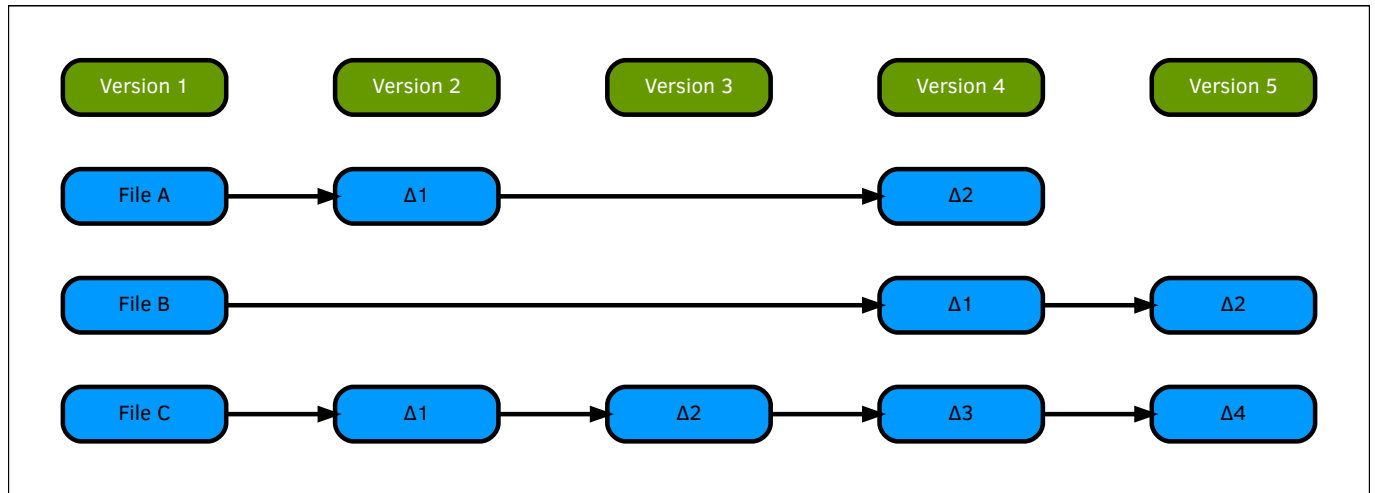 Version 1 Version 2 Version 3 Version 4 Version 5
File A Δ1 Δ2
File B Δ1 Δ2
File C Δ1 Δ2 Δ3 Δ4